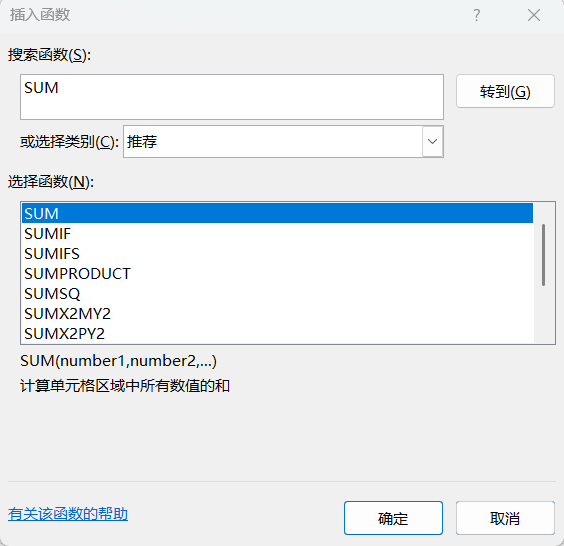 插入函数
?
搜索函数(S):
SUM
转到(G)
或选择类别(C): 推荐
选择函数(N):
SUM
SUMIF
SUMIFS
SUMPRODUCT
SUMSQ
SUMX2MY2
SUMX2PY2
SUM(number1,number2,...)
计算单元格区域中所有数值的和
有关该函数的帮助
确定
取消